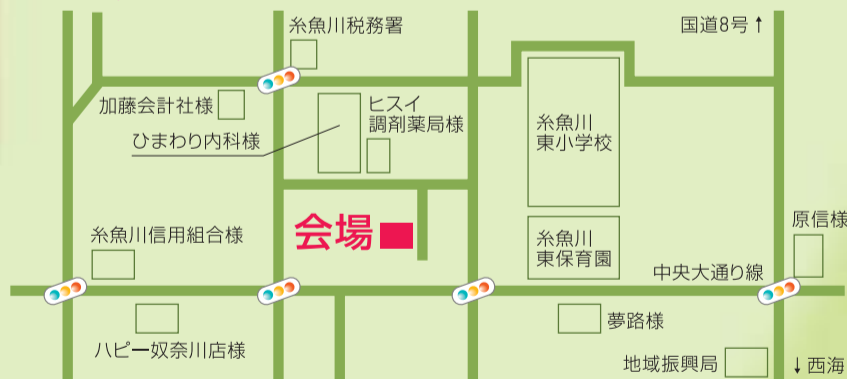 糸魚川税務署
国道8号↑
加藤会計社様
ヒスイ
調剤薬局様
ひまわり内科様
糸魚川
東小学校
会場
糸魚川信用組合様
糸魚川
東保育園
原信様
中央大通り線
ハピー奴奈川店様
夢路様
地域振興局
↓西海